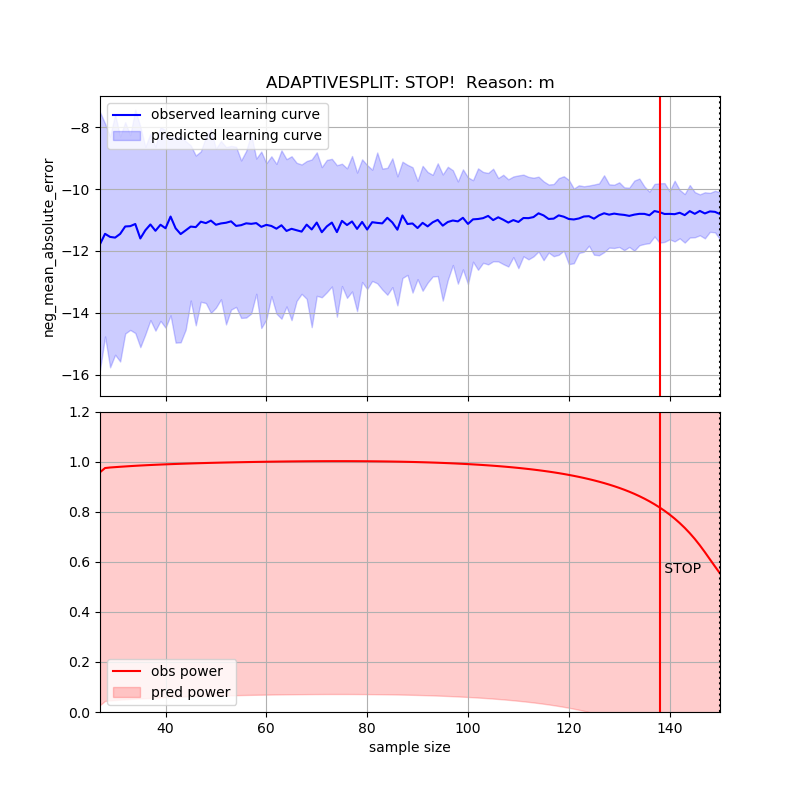 ADAPTIVESPLIT: STOP!  Reason: m
observed learning curve
predicted learning curve
neg_mean_absolute_error
−8
−10
−12
−14
−16
1.2
1.0
0.8
0.6
0.4
0.2
0.0
STOP
obs power
pred power
40 60 80 100 120 140
sample size